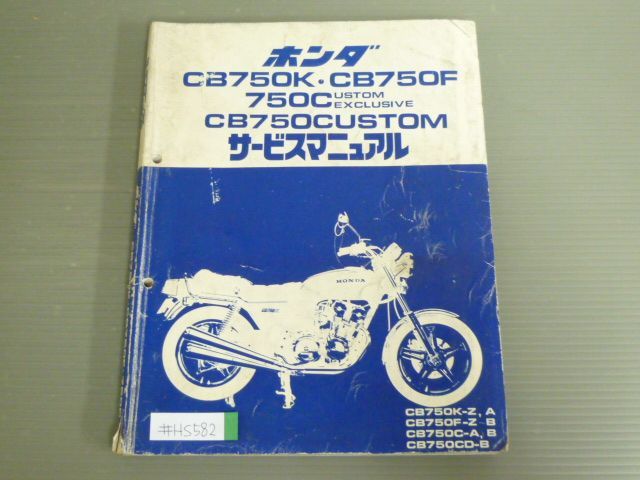 ホンダ
CB750K・CB750F
750CUSTOM EXCLUSIVE
CB750CUSTOM
サービスマニュアル
HONDA
CB750K-Z, A
CB750F-Z B
CB750C-A, B
CB750CD-B
#HS582